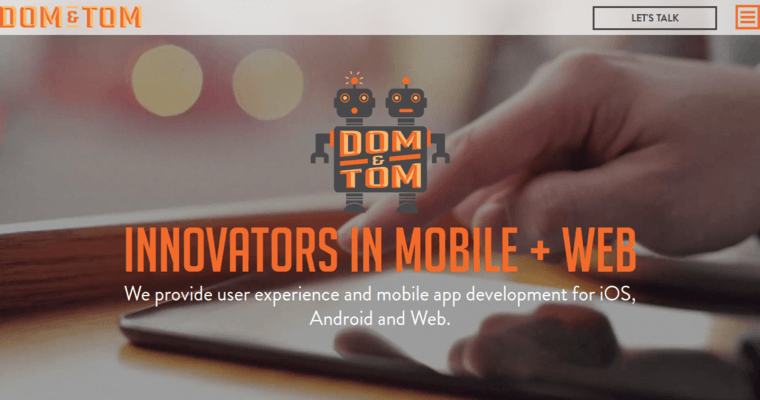 DOM & TOM
LET'S TALK
DOM
&
TOM
INNOVATORS IN MOBILE + WEB
We provide user experience and mobile app development for iOS,
Android and Web.